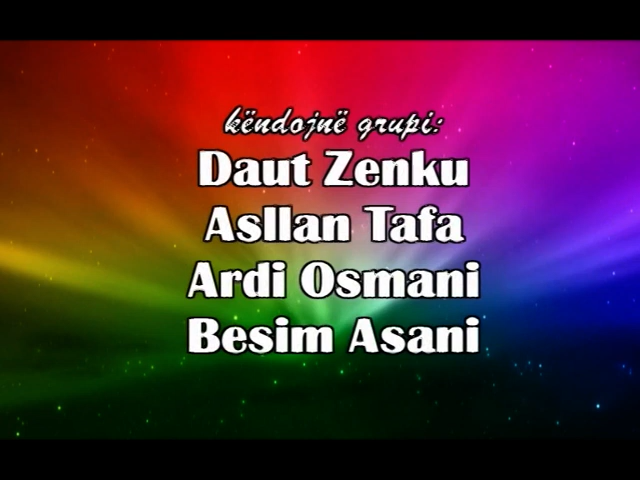 këndojnë grupi:
Daut Zenku
Asllan Tafa
Ardi Osmani
Besim Asani